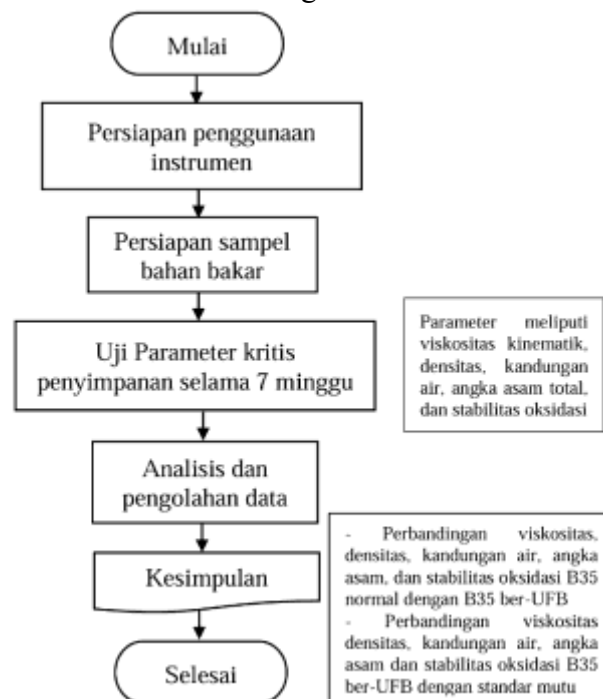 Mulai
Persiapan penggunaan
instrumen
Persiapan sampel
bahan bakar
Uji Parameter kritis
penyimpanan selama 7 minggu
Parameter meliputi
viskositas kinematik,
densitas, kandungan
air, angka asam total,
dan stabilitas oksidasi
Analisis dan
pengolahan data
- Perbandingan viskositas,
densitas, kandungan air, angka
asam, dan stabilitas oksidasi B35
normal dengan B35 ber-UFB
- Perbandingan viskositas
densitas, kandungan air, angka
asam dan stabilitas oksidasi B35
ber-UFB dengan standar mutu
Kesimpulan
Selesai